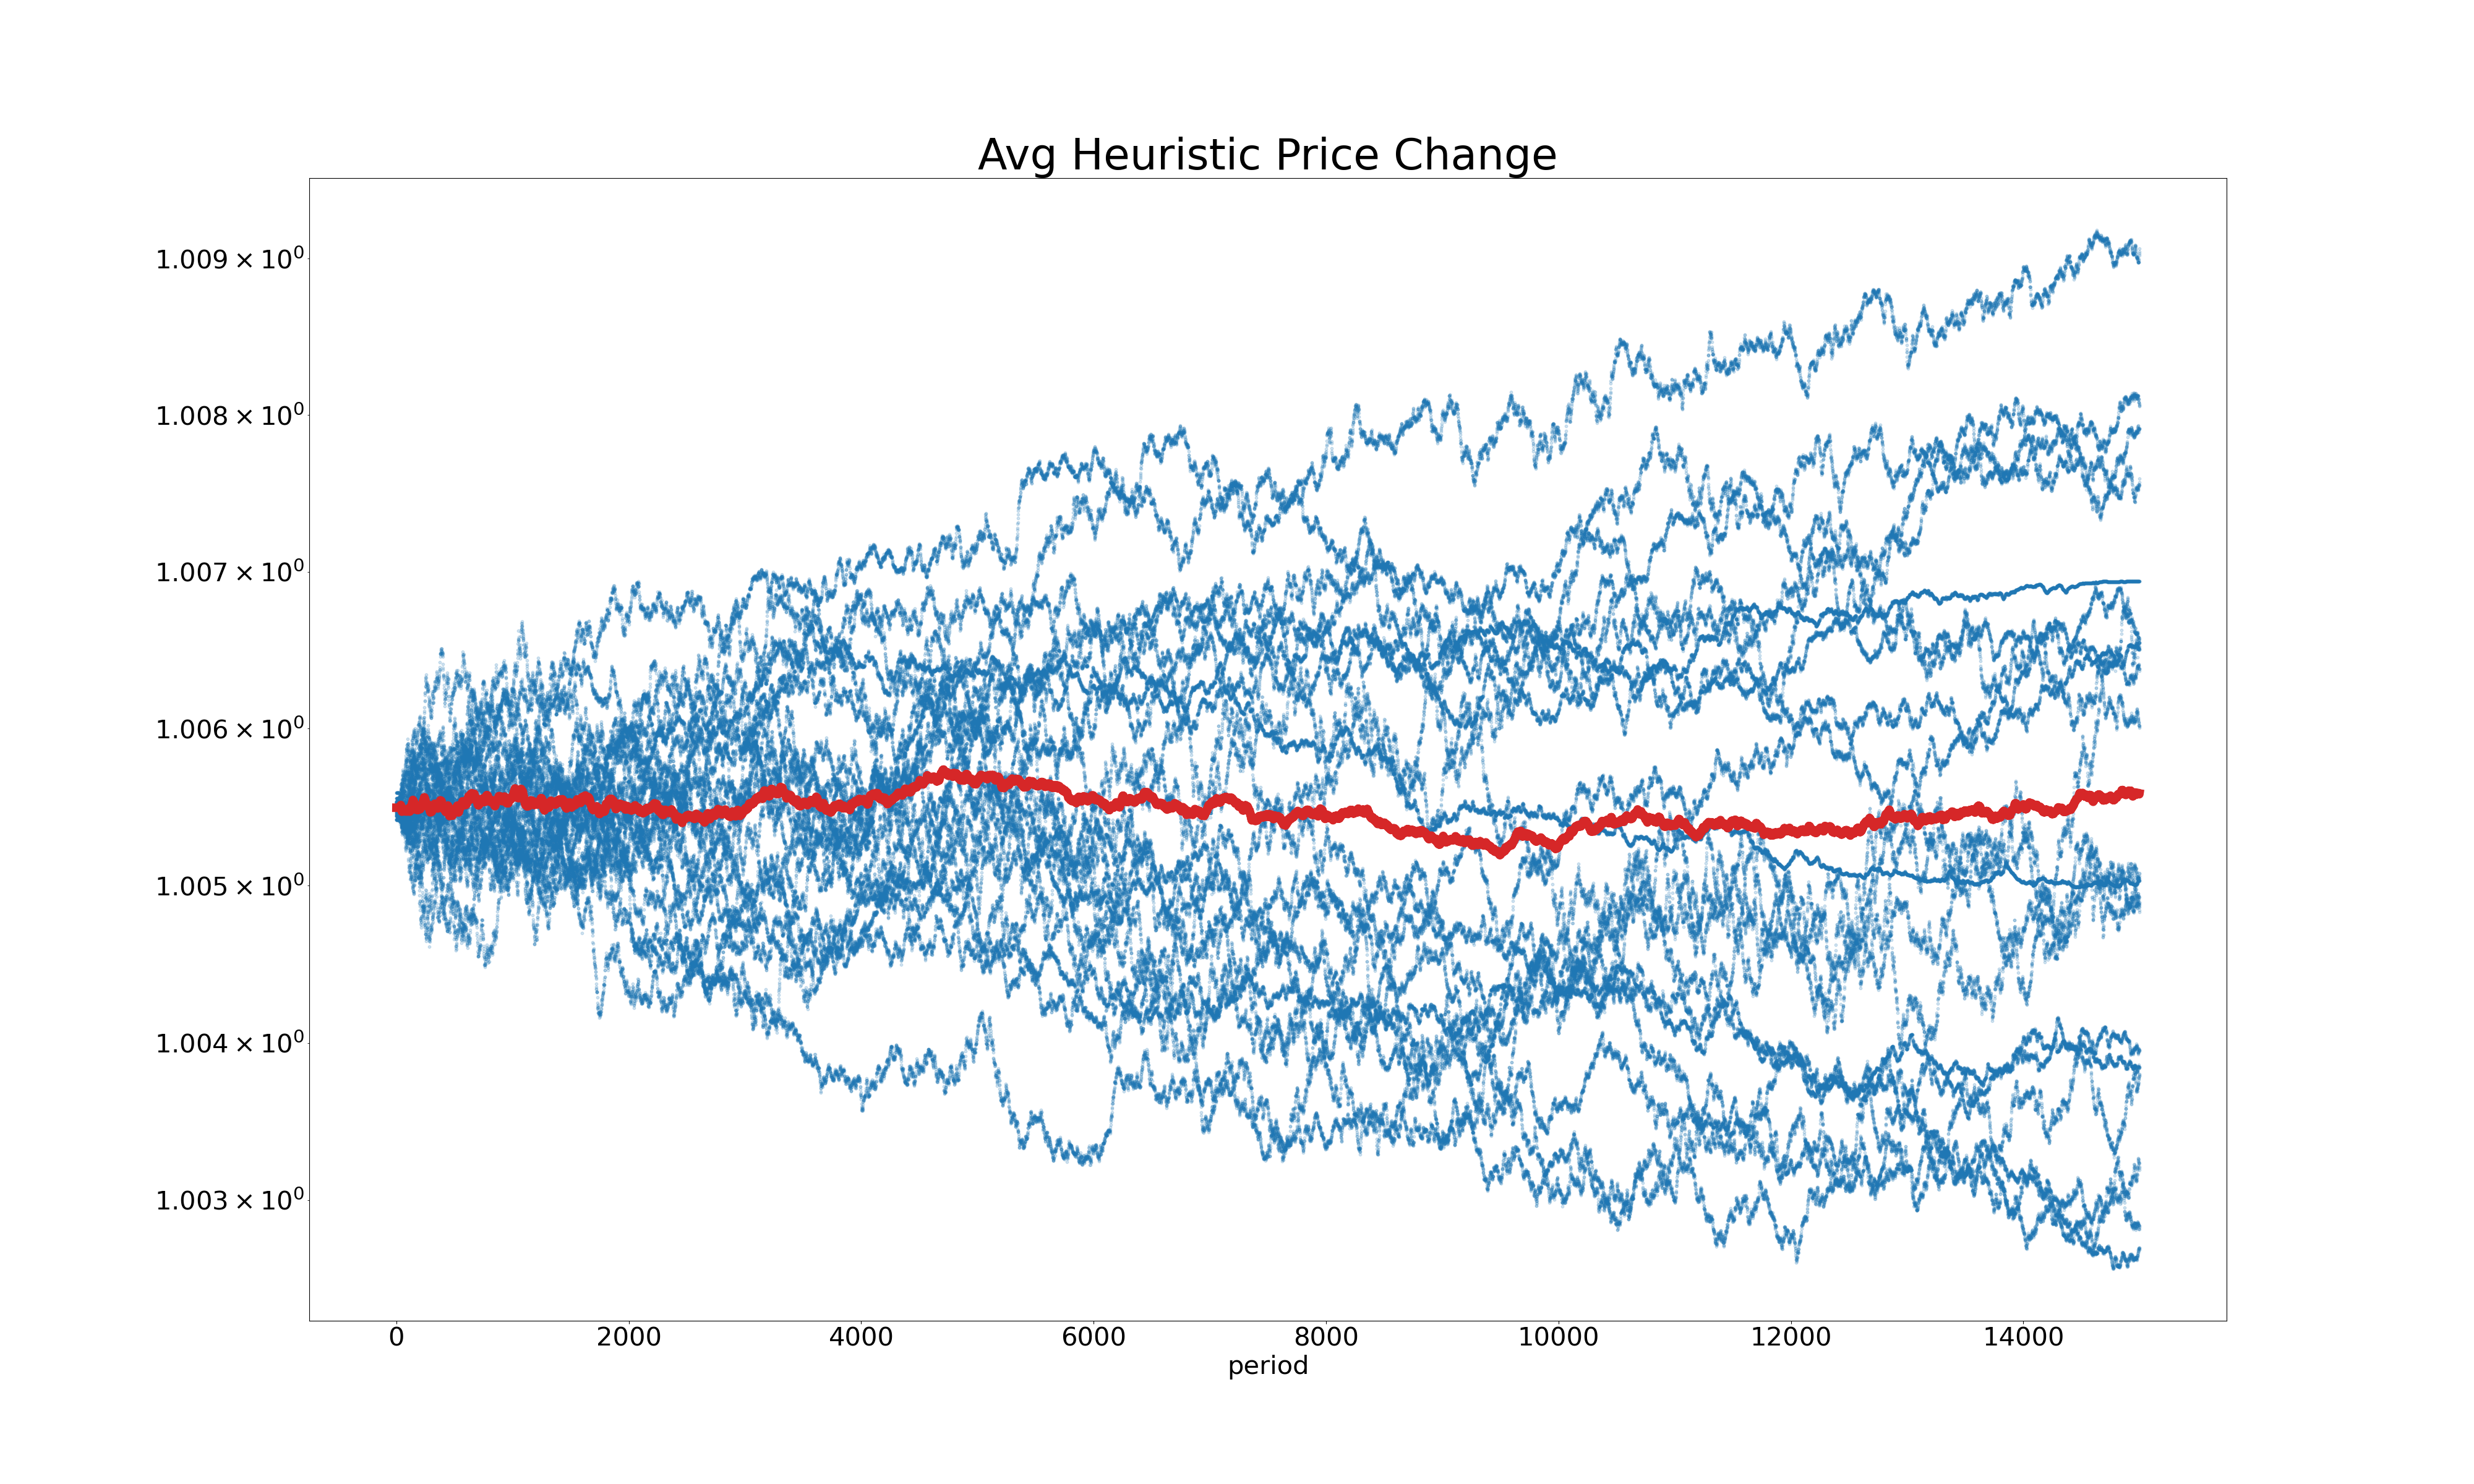 Avg Heuristic Price Change
1.009 × 10⁰
1.008 × 10⁰
1.007 × 10⁰
1.006 × 10⁰
1.005 × 10⁰
1.004 × 10⁰
1.003 × 10⁰
0 2000 4000 6000 8000 10000 12000 14000
period